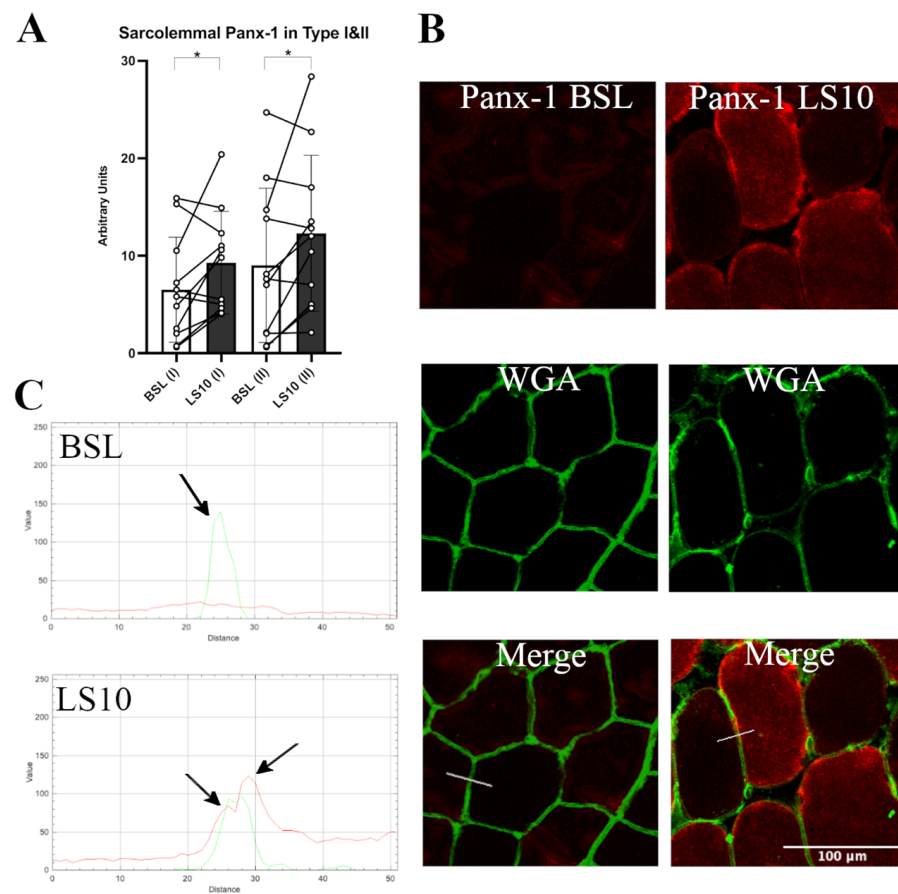 A
Sarcolemmal Panx-1 in Type I&II
*
*
30
20
10
0
Arbitrary Units
BSL (I)
LS10 (I)
BSL (II)
LS10 (II)
B
Panx-1 BSL
Panx-1 LS10
WGA
WGA
Merge
Merge
100 µm
C
BSL
250
200
150
100
50
0
Value
0 10 20 30 40 50
Distance
LS10
250
200
150
100
50
0
Value
0 10 20 30 40 50
Distance